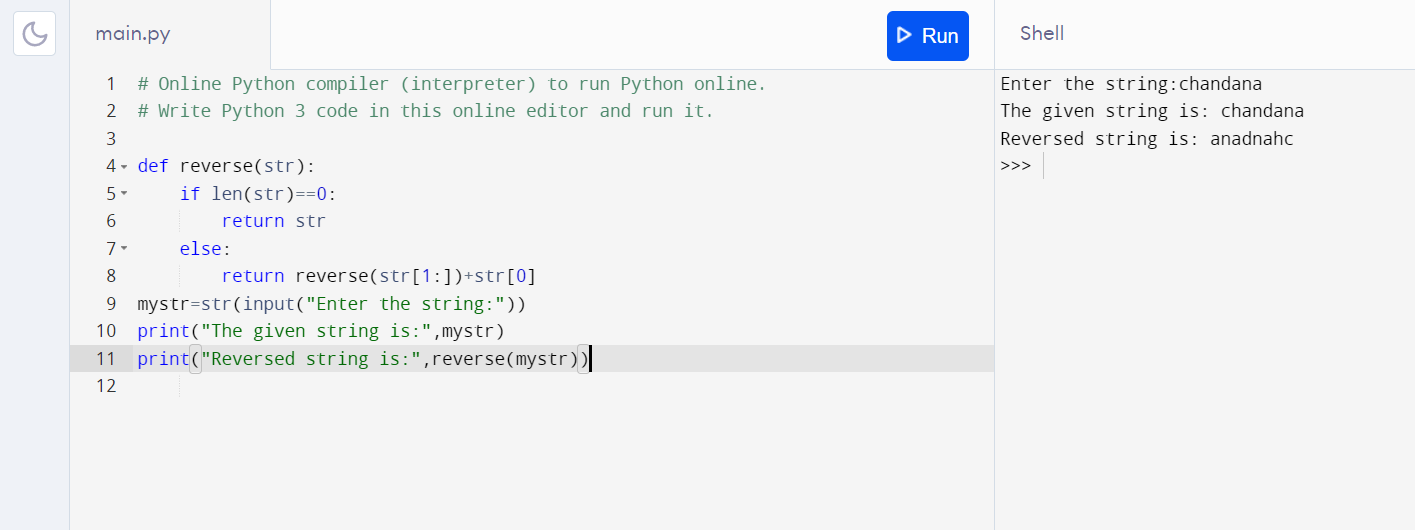 main.py
Run
Shell
1 # Online Python compiler (interpreter) to run Python online.
2 # Write Python 3 code in this online editor and run it.
3
4 def reverse(str):
5     if len(str)==0:
6         return str
7     else:
8         return reverse(str[1:])+str[0]
9 mystr=str(input("Enter the string:"))
10 print("The given string is:",mystr)
11 print("Reversed string is:",reverse(mystr))
12
Enter the string:chandana
The given string is: chandana
Reversed string is: anadnahc
>>>